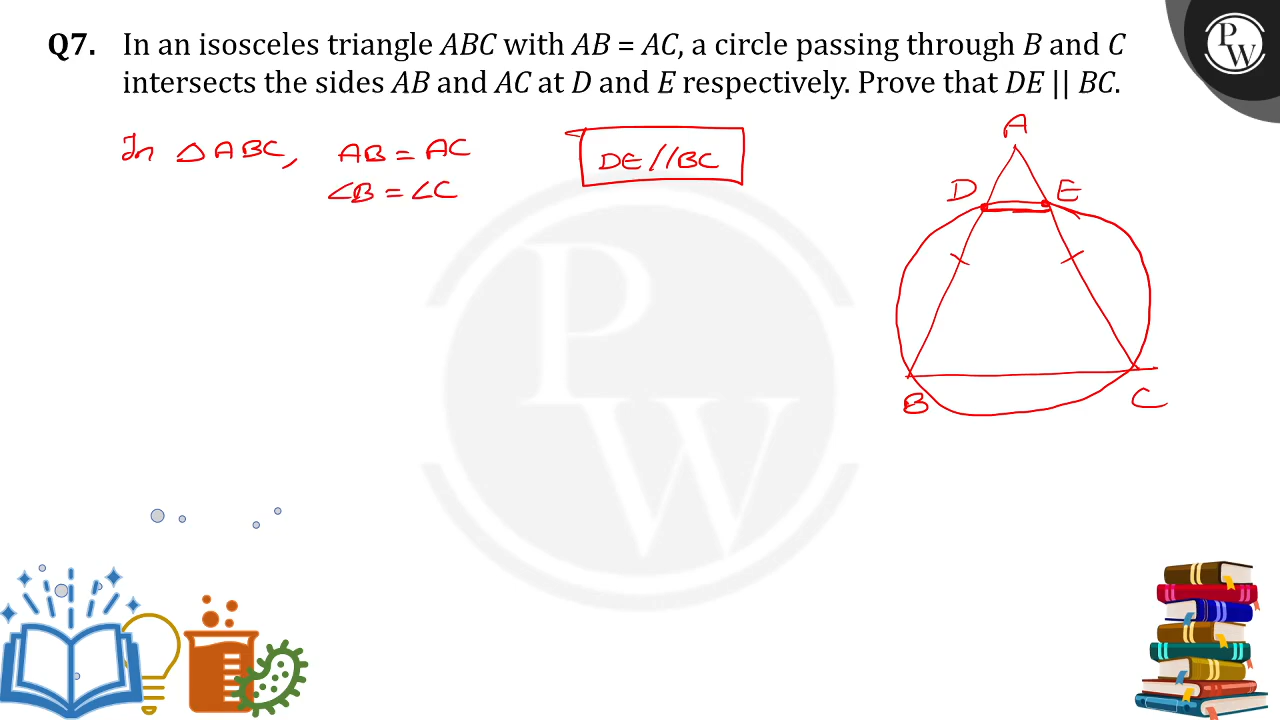 Q7. In an isosceles triangle ABC with AB = AC, a circle passing through B and C
intersects the sides AB and AC at D and E respectively. Prove that DE || BC.
In △ABC, AB = AC
∠B = ∠C
DE//BC
A
D E
B C
P
W
PW